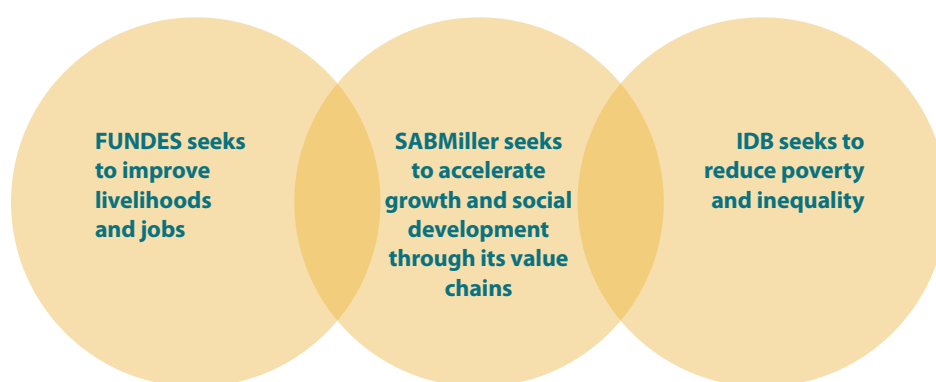 FUNDES seeks
to improve
livelihoods
and jobs
SABMiller seeks
to accelerate
growth and social
development
through its value
chains
IDB seeks to
reduce poverty
and inequality